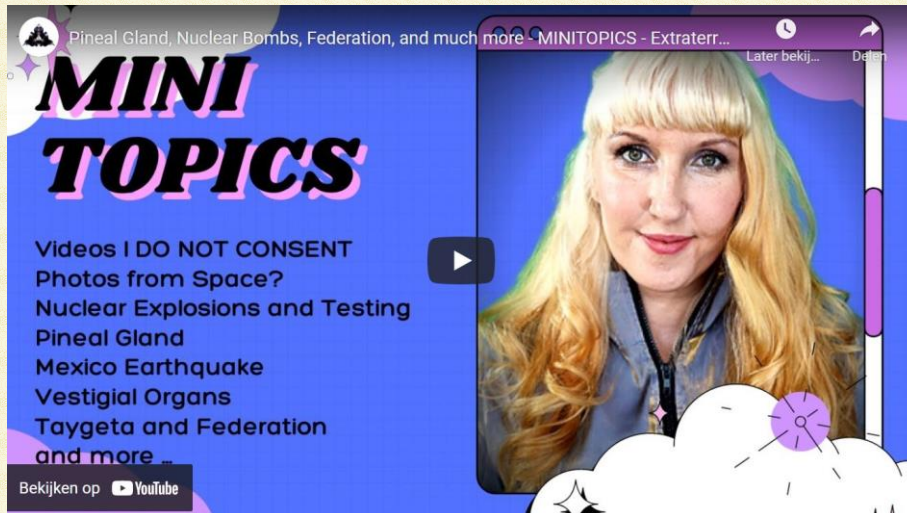 Pineal Gland, Nuclear Bombs, Federation, and much more - MINITOPICS - Extraterr...
Later bekij...
Delen
MINI
TOPICS
Videos I DO NOT CONSENT
Photos from Space?
Nuclear Explosions and Testing
Pineal Gland
Mexico Earthquake
Vestigial Organs
Taygeta and Federation
and more ...
Bekijken op YouTube